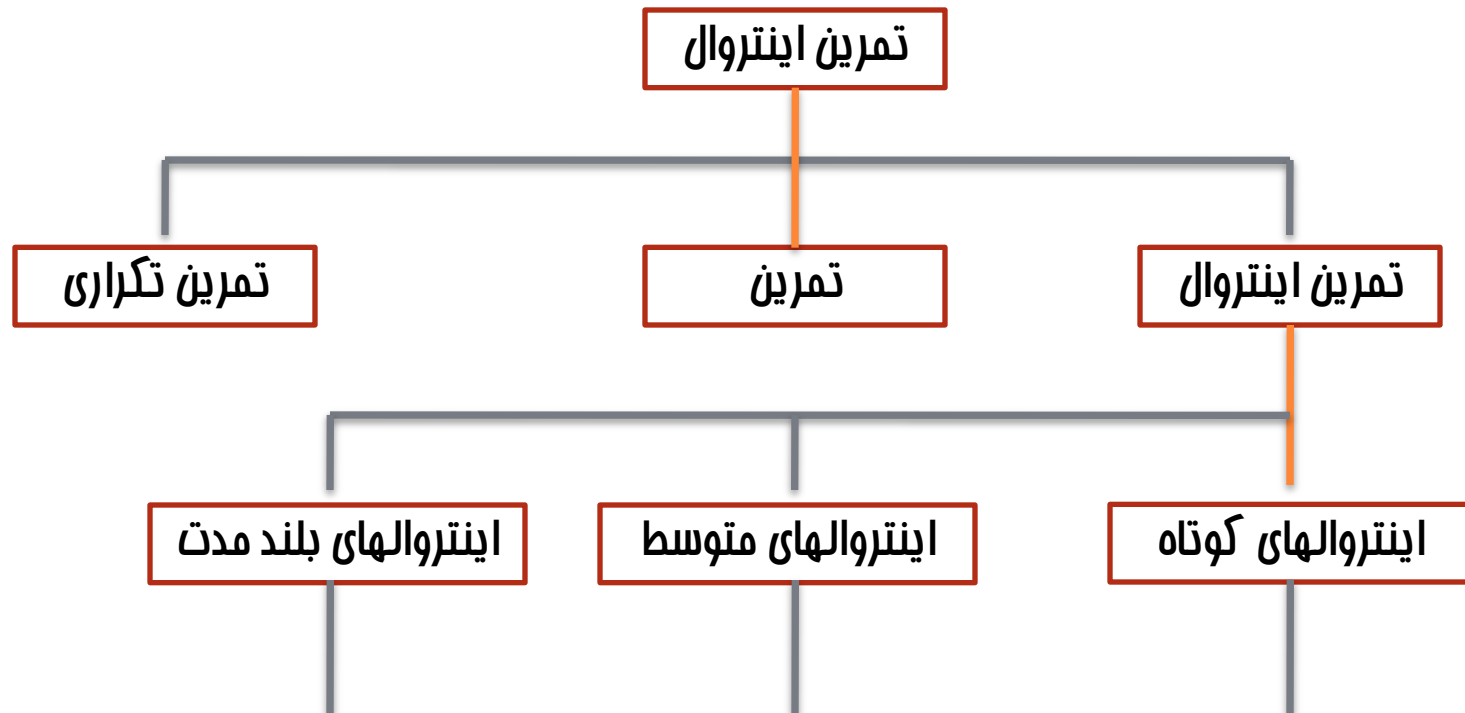 تمرین اینتروال
تمرین اینتروال
تمرین
تمرین تکراری
اینتروالهای کوتاه
اینتروالهای متوسط
اینتروالهای بلند مدت